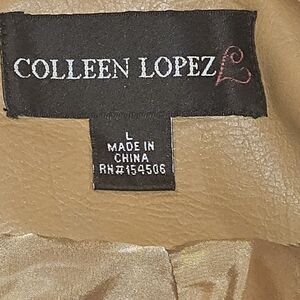 COLLEEN LOPEZ
L
MADE IN
CHINA
RN#154506